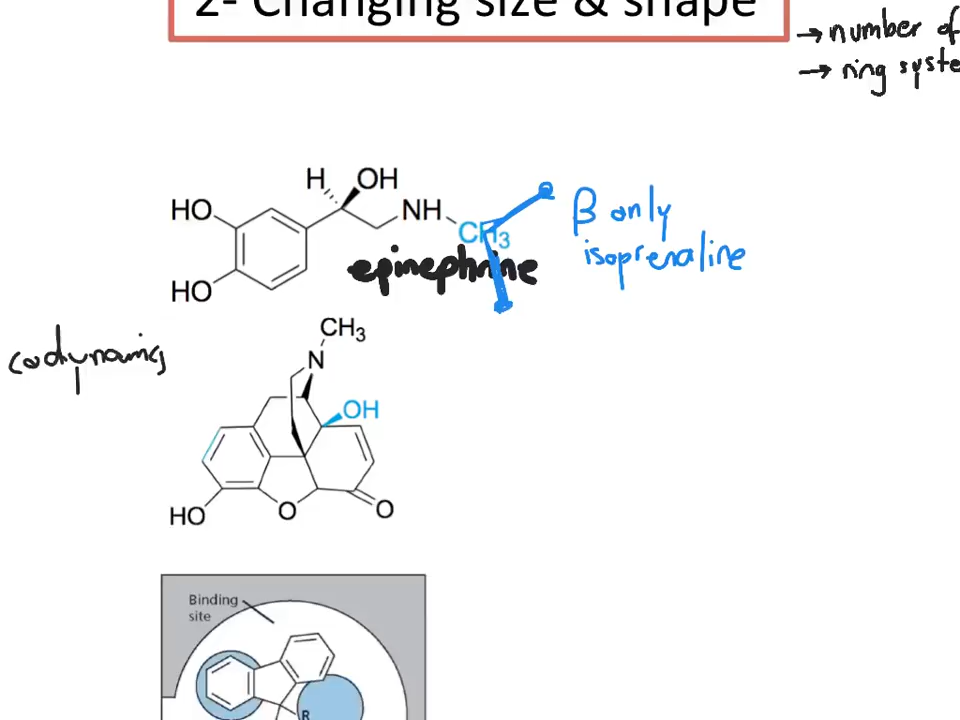 2- Changing size & shape
→ number of
→ ring syste
H OH
HO NH CH3
HO
β only
isoprenaline
epinephrine
CH3
N
OH
HO O O
Binding
site
R